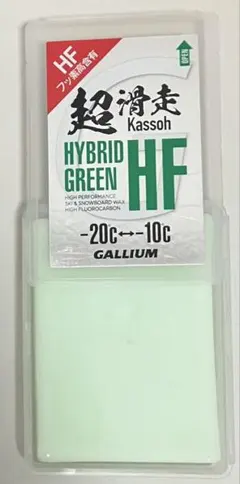 HF
フッ素高含有
OPEN
超滑走
Kassoh
HYBRID
GREEN
HF
HIGH PERFORMANCE
SKI & SNOWBOARD WAX
HIGH FLUOROCARBON
-20c↔-10c
GALLIUM